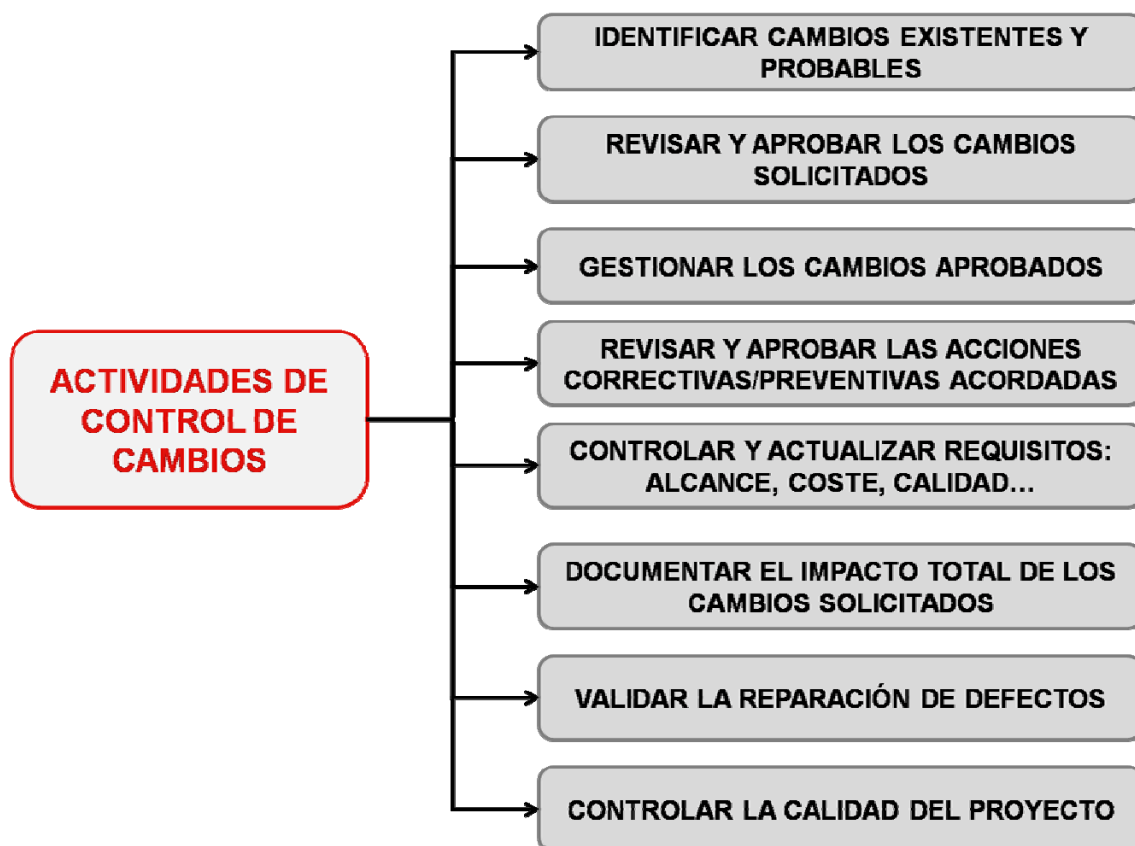 IDENTIFICAR CAMBIOS EXISTENTES Y
PROBABLES
REVISAR Y APROBAR LOS CAMBIOS
SOLICITADOS
GESTIONAR LOS CAMBIOS APROBADOS
ACTIVIDADES DE
CONTROL DE
CAMBIOS
REVISAR Y APROBAR LAS ACCIONES
CORRECTIVAS/PREVENTIVAS ACORDADAS
CONTROLAR Y ACTUALIZAR REQUISITOS:
ALCANCE, COSTE, CALIDAD...
DOCUMENTAR EL IMPACTO TOTAL DE LOS
CAMBIOS SOLICITADOS
VALIDAR LA REPARACIÓN DE DEFECTOS
CONTROLAR LA CALIDAD DEL PROYECTO